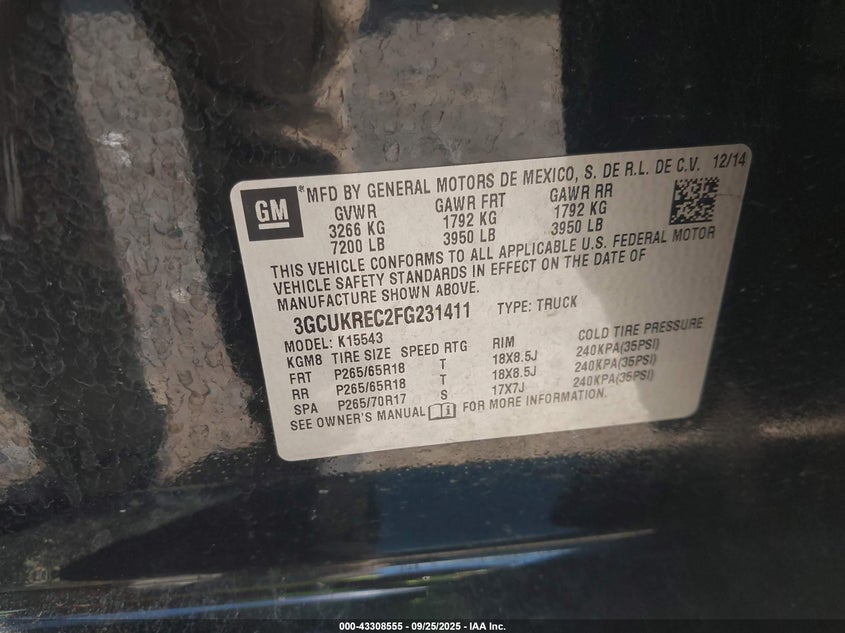 GM
*MFD BY GENERAL MOTORS DE MEXICO, S. DE R.L. DE C.V. 12/14
GVWR GAWR FRT GAWR RR
3266 KG 1792 KG 1792 KG
7200 LB 3950 LB 3950 LB
THIS VEHICLE CONFORMS TO ALL APPLICABLE U.S. FEDERAL MOTOR
VEHICLE SAFETY STANDARDS IN EFFECT ON THE DATE OF
MANUFACTURE SHOWN ABOVE.
3GCUKREC2FG231411 TYPE: TRUCK
MODEL: K15543
KGM8 TIRE SIZE SPEED RTG RIM COLD TIRE PRESSURE
FRT P265/65R18 T 18X8.5J 240KPA(35PSI)
RR P265/65R18 T 18X8.5J 240KPA(35PSI)
SPA P265/70R17 S 17X7J 240KPA(35PSI)
SEE OWNER'S MANUAL FOR MORE INFORMATION.
000-43308555 - 09/25/2025 - IAA Inc.